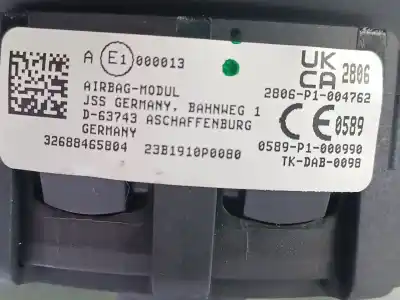 A E1 000013
UK
CA 2806
AIRBAG-MODUL
2806-P1-004762
JSS GERMANY, BAHNWEG 1
D-63743 ASCHAFFENBURG
GERMANY
CE 0589
32688465804
23B1910P0080
0589-P1-000990
TK-DAB-0098